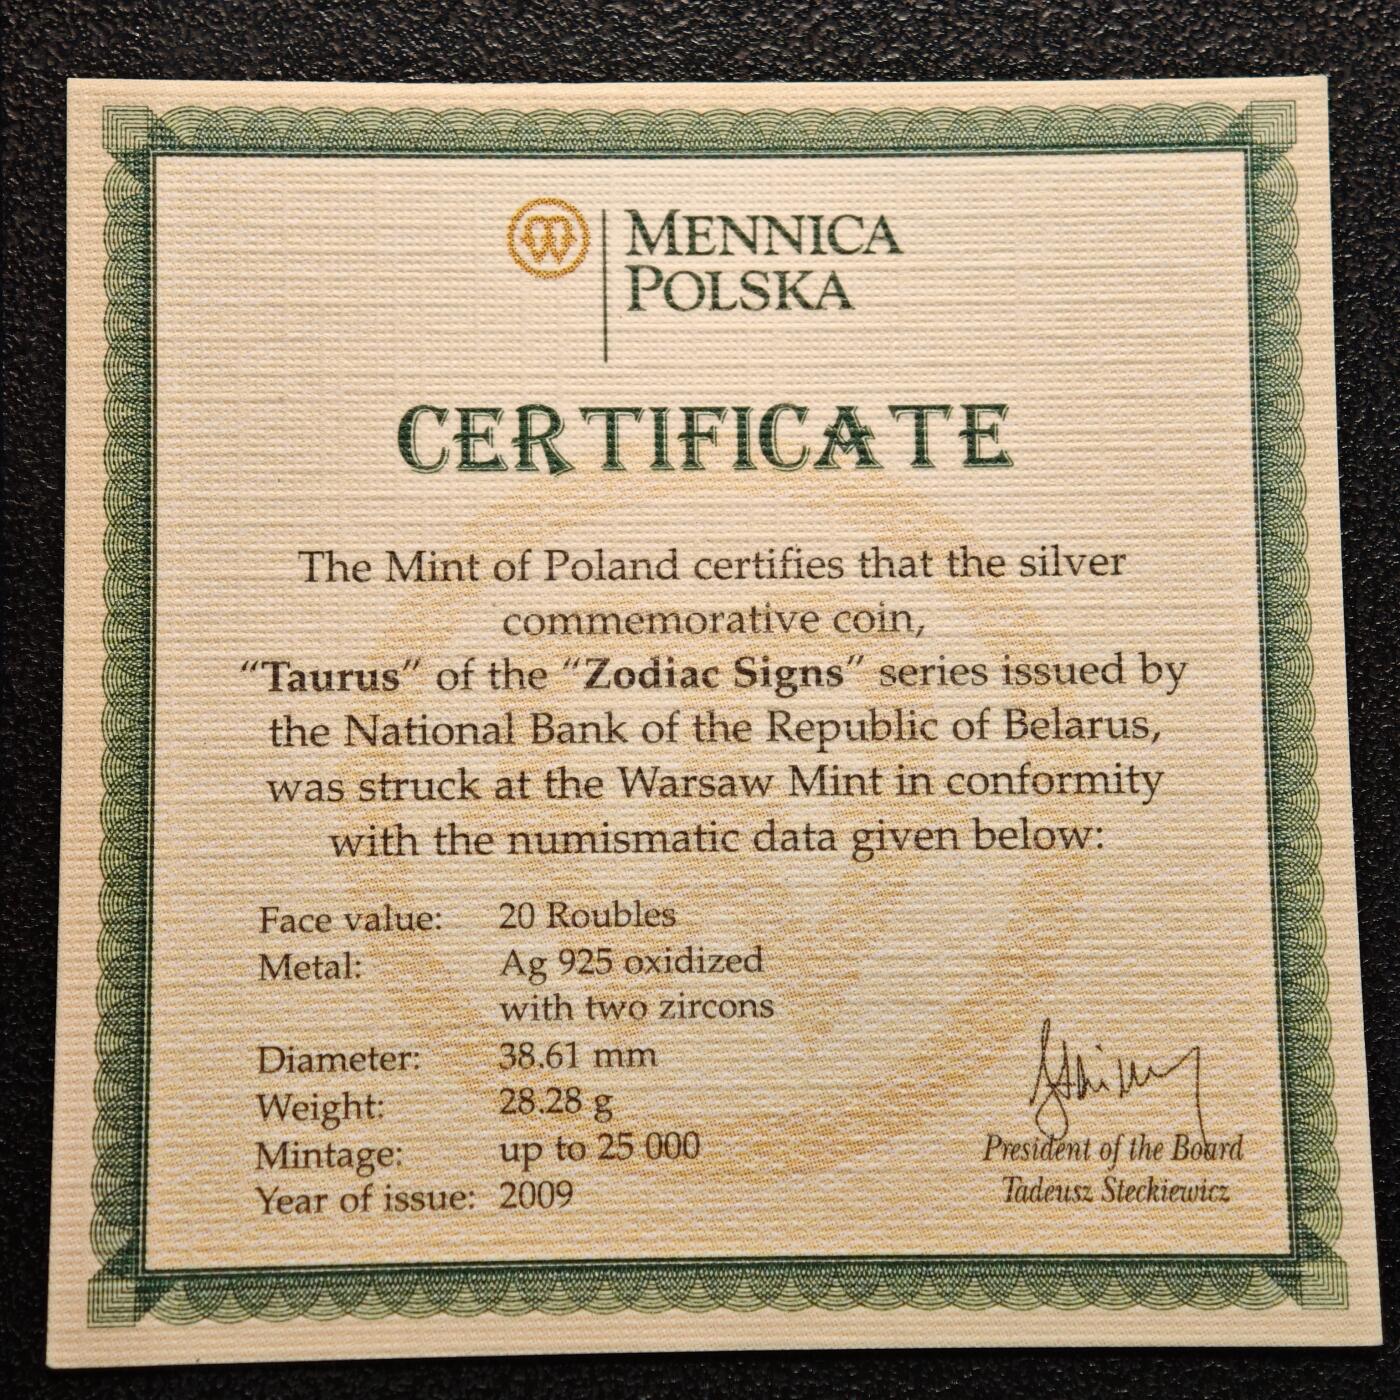 MENNICA
POLSKA
CERTIFICATE
The Mint of Poland certifies that the silver
commemorative coin,
“Taurus” of the “Zodiac Signs” series issued by
the National Bank of the Republic of Belarus,
was struck at the Warsaw Mint in conformity
with the numismatic data given below:
Face value: 20 Roubles
Metal: Ag 925 oxidized
with two zircons
Diameter: 38.61 mm
Weight: 28.28 g
Mintage: up to 25 000
Year of issue: 2009
President of the Board
Tadeusz Steckiewicz